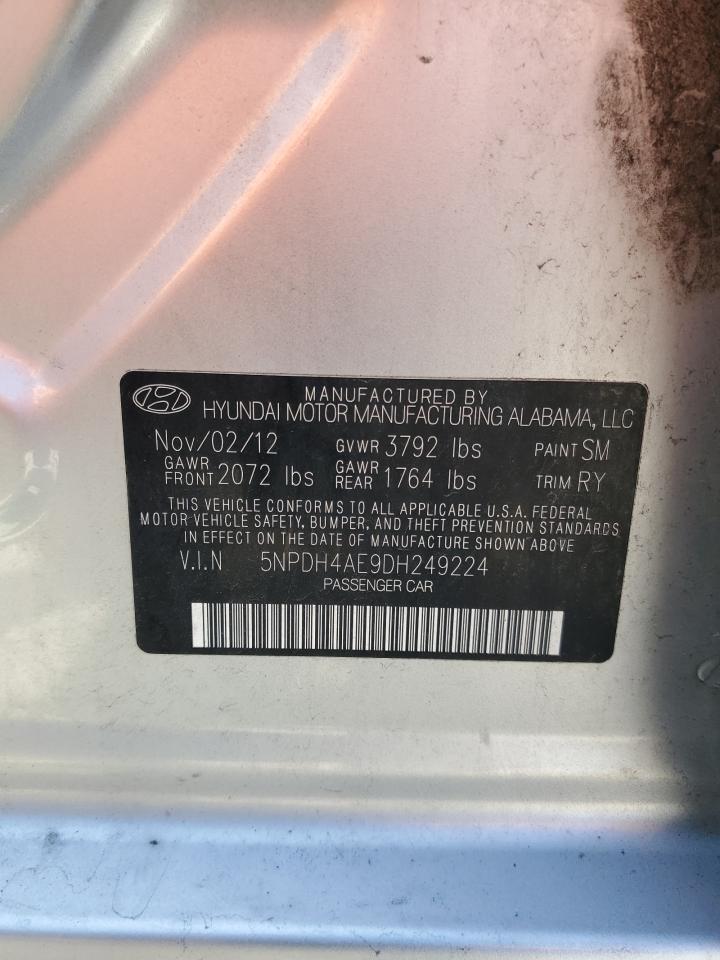 MANUFACTURED BY
HYUNDAI MOTOR MANUFACTURING ALABAMA, LLC
Nov/02/12 GVWR 3792 lbs PAINT SM
GAWR FRONT 2072 lbs GAWR REAR 1764 lbs TRIM RY
THIS VEHICLE CONFORMS TO ALL APPLICABLE U.S.A. FEDERAL
MOTOR VEHICLE SAFETY, BUMPER, AND THEFT PREVENTION STANDARDS
IN EFFECT ON THE DATE OF MANUFACTURE SHOWN ABOVE
V.I.N 5NPDH4AE9DH249224
PASSENGER CAR